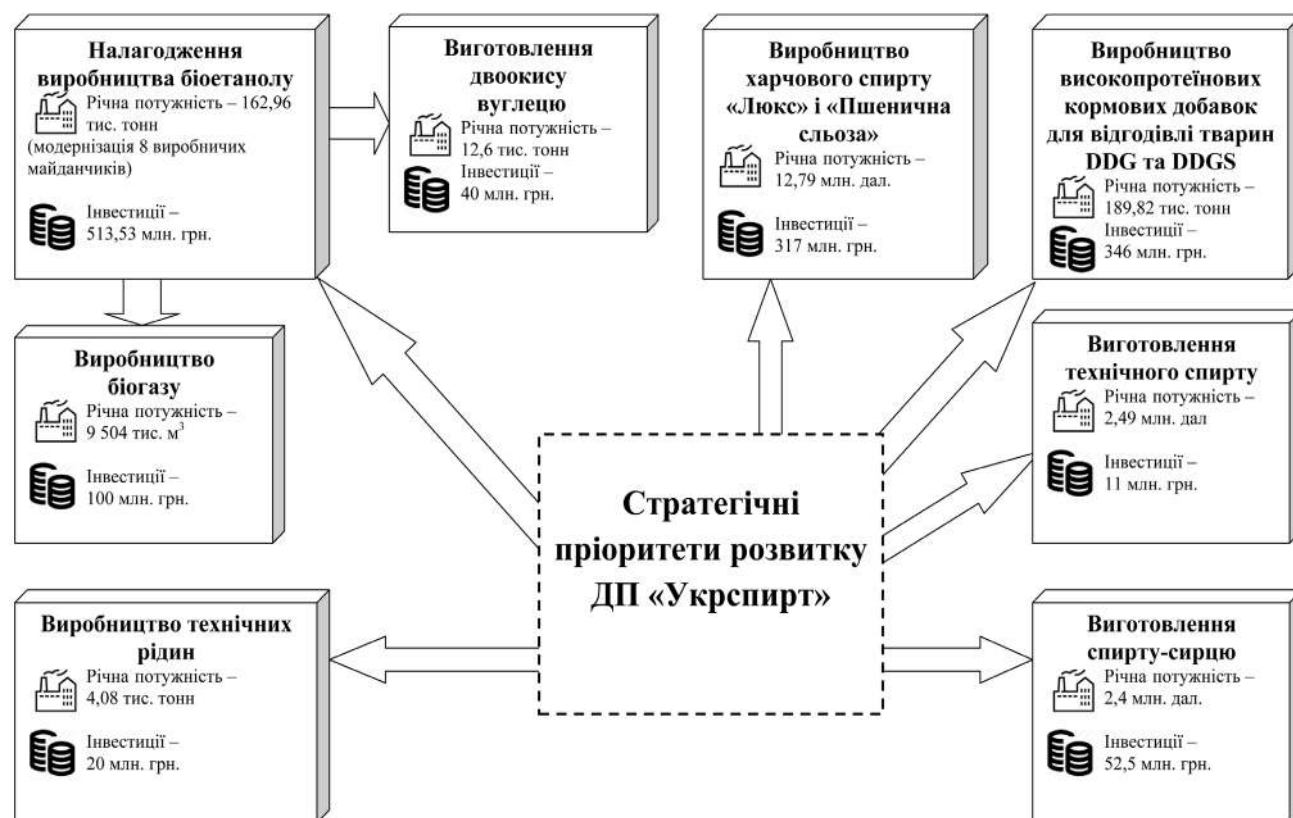 Налагодження
виробництва біоетанолу
Річна потужність – 162,96
тис. тонн
(модернізація 8 виробничих
майданчиків)
Інвестиції –
513,53 млн. грн.
Виготовлення
двоокису
вуглецю
Річна потужність –
12,6 тис. тонн
Інвестиції –
40 млн. грн.
Виробництво
харчового спирту
«Люкс» і «Пшенична
сльоза»
Річна потужність –
12,79 млн. дал.
Інвестиції –
317 млн. грн.
Виробництво
високопротеїнових
кормових добавок
для відгодівлі тварин
DDG та DDGS
Річна потужність –
189,82 тис. тонн
Інвестиції –
346 млн. грн.
Виробництво
біогазу
Річна потужність –
9 504 тис. м³
Інвестиції –
100 млн. грн.
Виготовлення
технічного спирту
Річна потужність –
2,49 млн. дал
Інвестиції –
11 млн. грн.
Стратегічні
пріоритети розвитку
ДП «Укрспирт»
Виробництво технічних
рідин
Річна потужність –
4,08 тис. тонн
Інвестиції –
20 млн. грн.
Виготовлення
спирту-сирцю
Річна потужність –
2,4 млн. дал.
Інвестиції –
52,5 млн. грн.